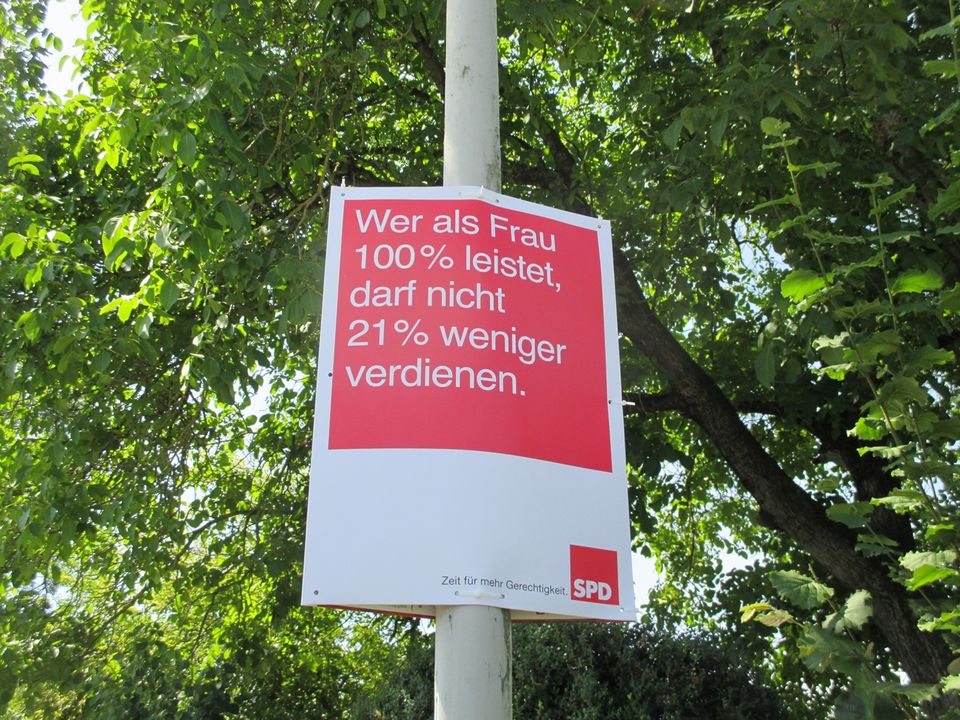 Wer als Frau
100% leistet,
darf nicht
21% weniger
verdienen.
Zeit für mehr Gerechtigkeit.
SPD